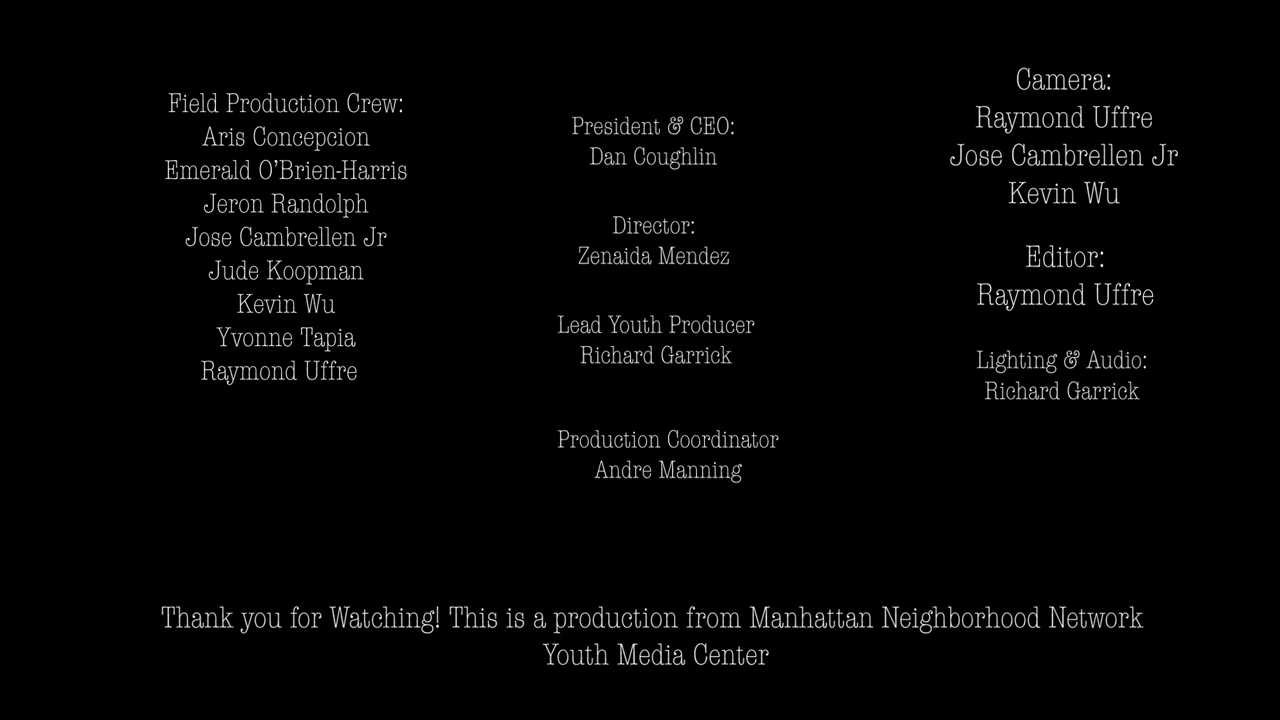 Field Production Crew:
Aris Concepcion
Emerald O'Brien-Harris
Jeron Randolph
Jose Cambrellen Jr
Jude Koopman
Kevin Wu
Yvonne Tapia
Raymond Uffre
President & CEO:
Dan Coughlin
Director:
Zenaida Mendez
Lead Youth Producer
Richard Garrick
Production Coordinator
Andre Manning
Camera:
Raymond Uffre
Jose Cambrellen Jr
Kevin Wu
Editor:
Raymond Uffre
Lighting & Audio:
Richard Garrick
Thank you for Watching! This is a production from Manhattan Neighborhood Network
Youth Media Center